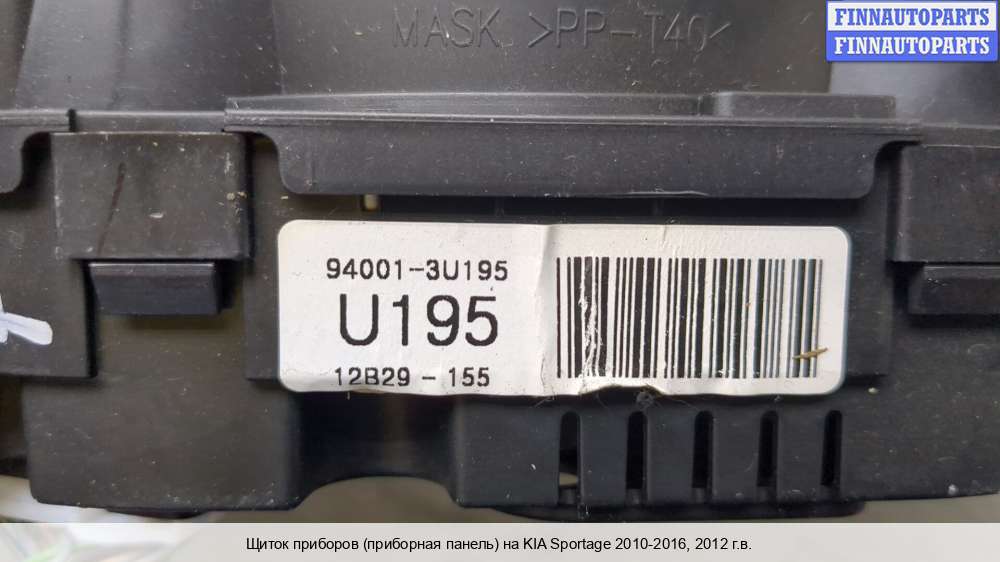 MASK >PP-T40<
FINNAUTOPARTS
FINNAUTOPARTS
94001-3U195
U195
12B29 - 155
Щиток приборов (приборная панель) на KIA Sportage 2010-2016, 2012 г.в.